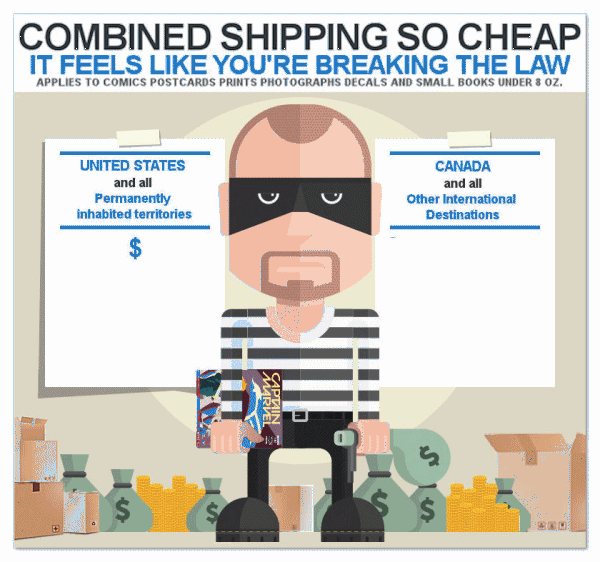 COMBINED SHIPPING SO CHEAP
IT FEELS LIKE YOU'RE BREAKING THE LAW
APPLIES TO COMICS POSTCARDS PRINTS PHOTOGRAPHS DECALS AND SMALL BOOKS UNDER 8 OZ.
UNITED STATES
and all
Permanently
inhabited territories
$
CANADA
and all
Other International
Destinations
CAPTAIN
MARVEL
$
$
$
$
$
$